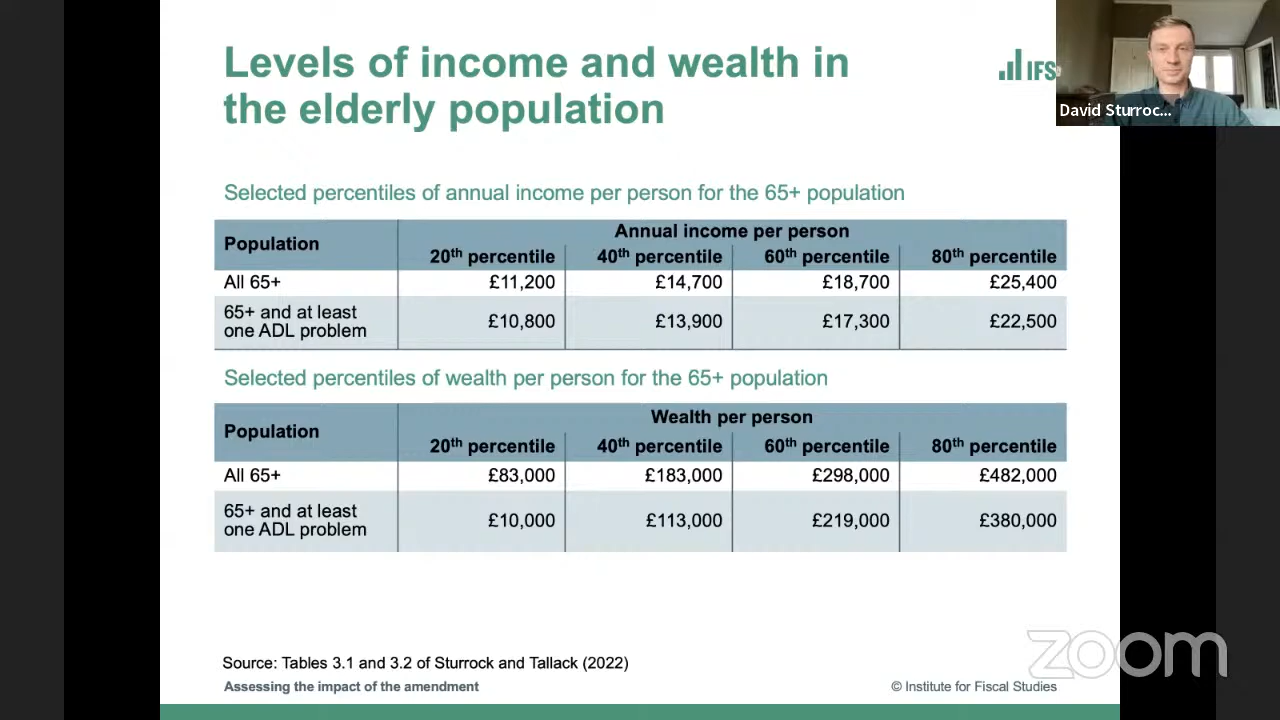 Levels of income and wealth in
the elderly population
IFS
David Sturroc...
Selected percentiles of annual income per person for the 65+ population
Population
Annual income per person
20th percentile 40th percentile 60th percentile 80th percentile
All 65+ £11,200 £14,700 £18,700 £25,400
65+ and at least
one ADL problem £10,800 £13,900 £17,300 £22,500
Selected percentiles of wealth per person for the 65+ population
Population
Wealth per person
20th percentile 40th percentile 60th percentile 80th percentile
All 65+ £83,000 £183,000 £298,000 £482,000
65+ and at least
one ADL problem £10,000 £113,000 £219,000 £380,000
Source: Tables 3.1 and 3.2 of Sturrock and Tallack (2022)
Assessing the impact of the amendment
© Institute for Fiscal Studies
zoom